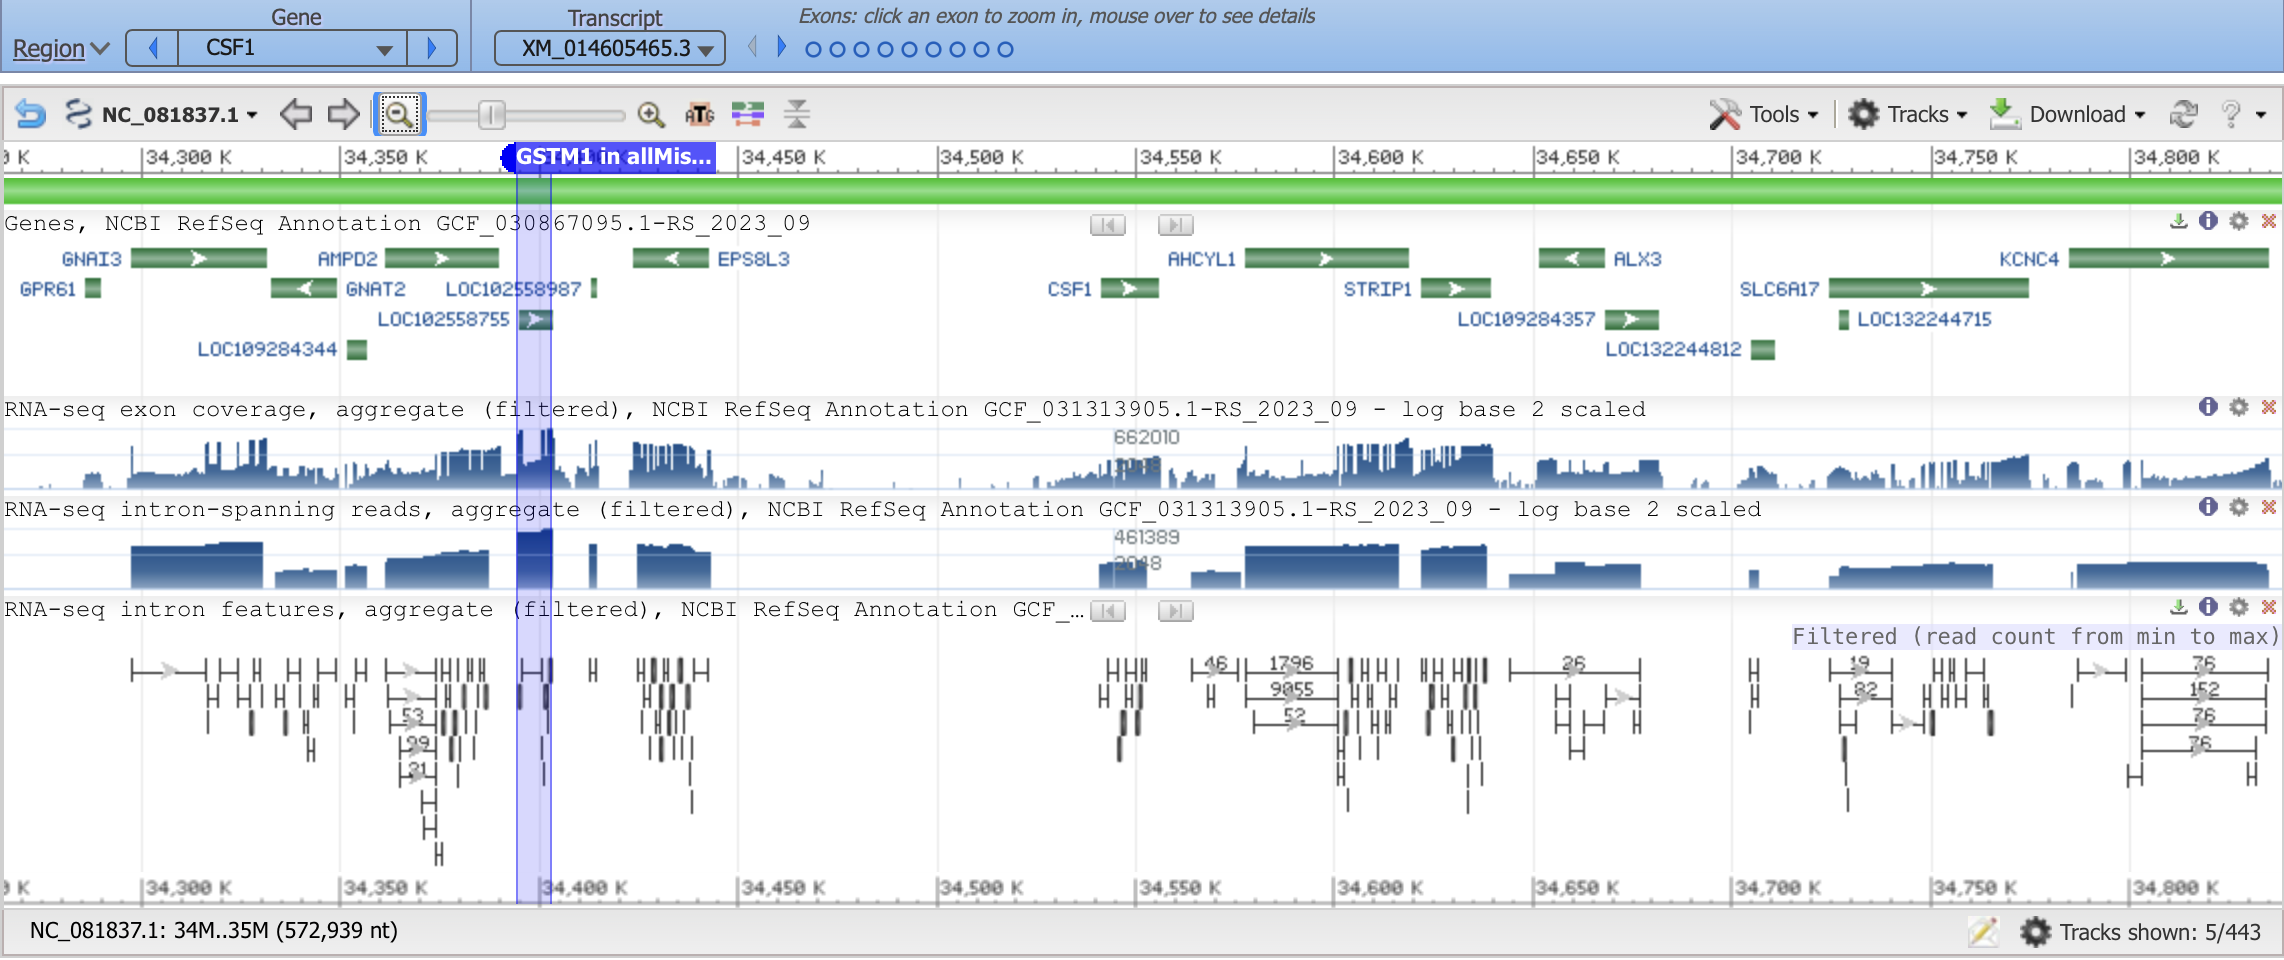 Gene
Transcript
Exons: click an exon to zoom in, mouse over to see details
Region
CSF1
XM_014605465.3
NC_081837.1
ATG
Tools
Tracks
Download
?
0 K
34,300 K
34,350 K
GSTM1 in allMis...
34,450 K
34,500 K
34,550 K
34,600 K
34,650 K
34,700 K
34,750 K
34,800 K
Genes, NCBI RefSeq Annotation GCF_030867095.1-RS_2023_09
GNAI3
AMPD2
EPS8L3
AHCYL1
ALX3
KCNC4
GPR61
GNAT2
LOC102558987
CSF1
STRIP1
SLC6A17
LOC102558755
LOC109284357
LOC132244715
LOC109284344
LOC132244812
RNA-seq exon coverage, aggregate (filtered), NCBI RefSeq Annotation GCF_031313905.1-RS_2023_09 - log base 2 scaled
662010
2048
RNA-seq intron-spanning reads, aggregate (filtered), NCBI RefSeq Annotation GCF_031313905.1-RS_2023_09 - log base 2 scaled
461389
2048
RNA-seq intron features, aggregate (filtered), NCBI RefSeq Annotation GCF_...
Filtered (read count from min to max)
46
1796
26
19
76
9055
82
152
53
52
76
99
76
31
0 K
34,300 K
34,350 K
34,400 K
34,450 K
34,500 K
34,550 K
34,600 K
34,650 K
34,700 K
34,750 K
34,800 K
NC_081837.1: 34M..35M (572,939 nt)
Tracks shown: 5/443